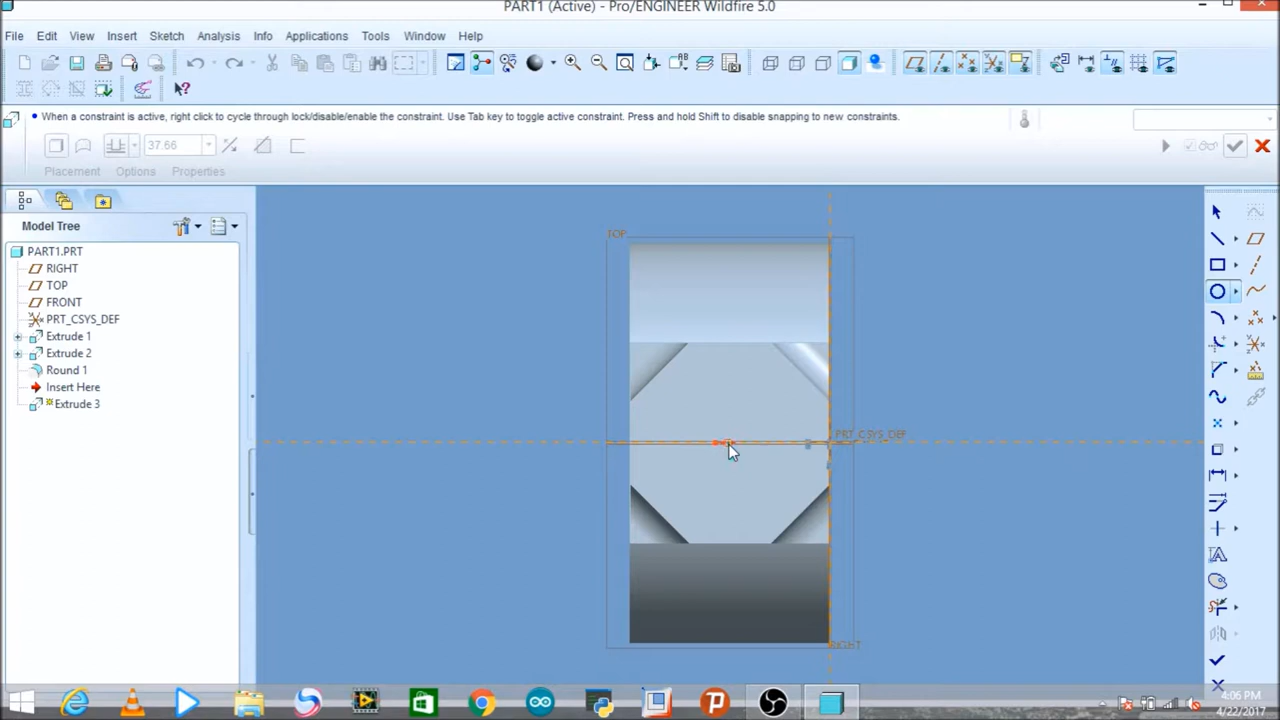 PART1 (Active) - Pro/ENGINEER Wildfire 5.0
File Edit View Insert Sketch Analysis Info Applications Tools Window Help
When a constraint is active, right click to cycle through lock/disable/enable the constraint. Use Tab key to toggle active constraint. Press and hold Shift to disable snapping to new constraints.
37.66
Placement Options Properties
Model Tree
PART1.PRT
RIGHT
TOP
FRONT
PRT_CSYS_DEF
Extrude 1
Extrude 2
Round 1
Insert Here
Extrude 3
TOP
PRT_CSYS_DEF
RIGHT
4:06 PM
4/22/2017